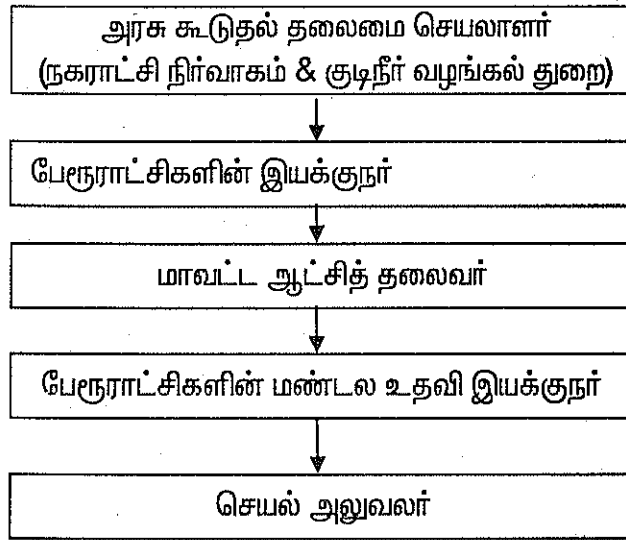 அரசு கூடுதல் தலைமை செயலாளர்
(நகராட்சி நிர்வாகம் & குடிநீர் வழங்கல் துறை)
பேரூராட்சிகளின் இயக்குநர்
மாவட்ட ஆட்சித் தலைவர்
பேரூராட்சிகளின் மண்டல உதவி இயக்குநர்
செயல் அலுவலர்